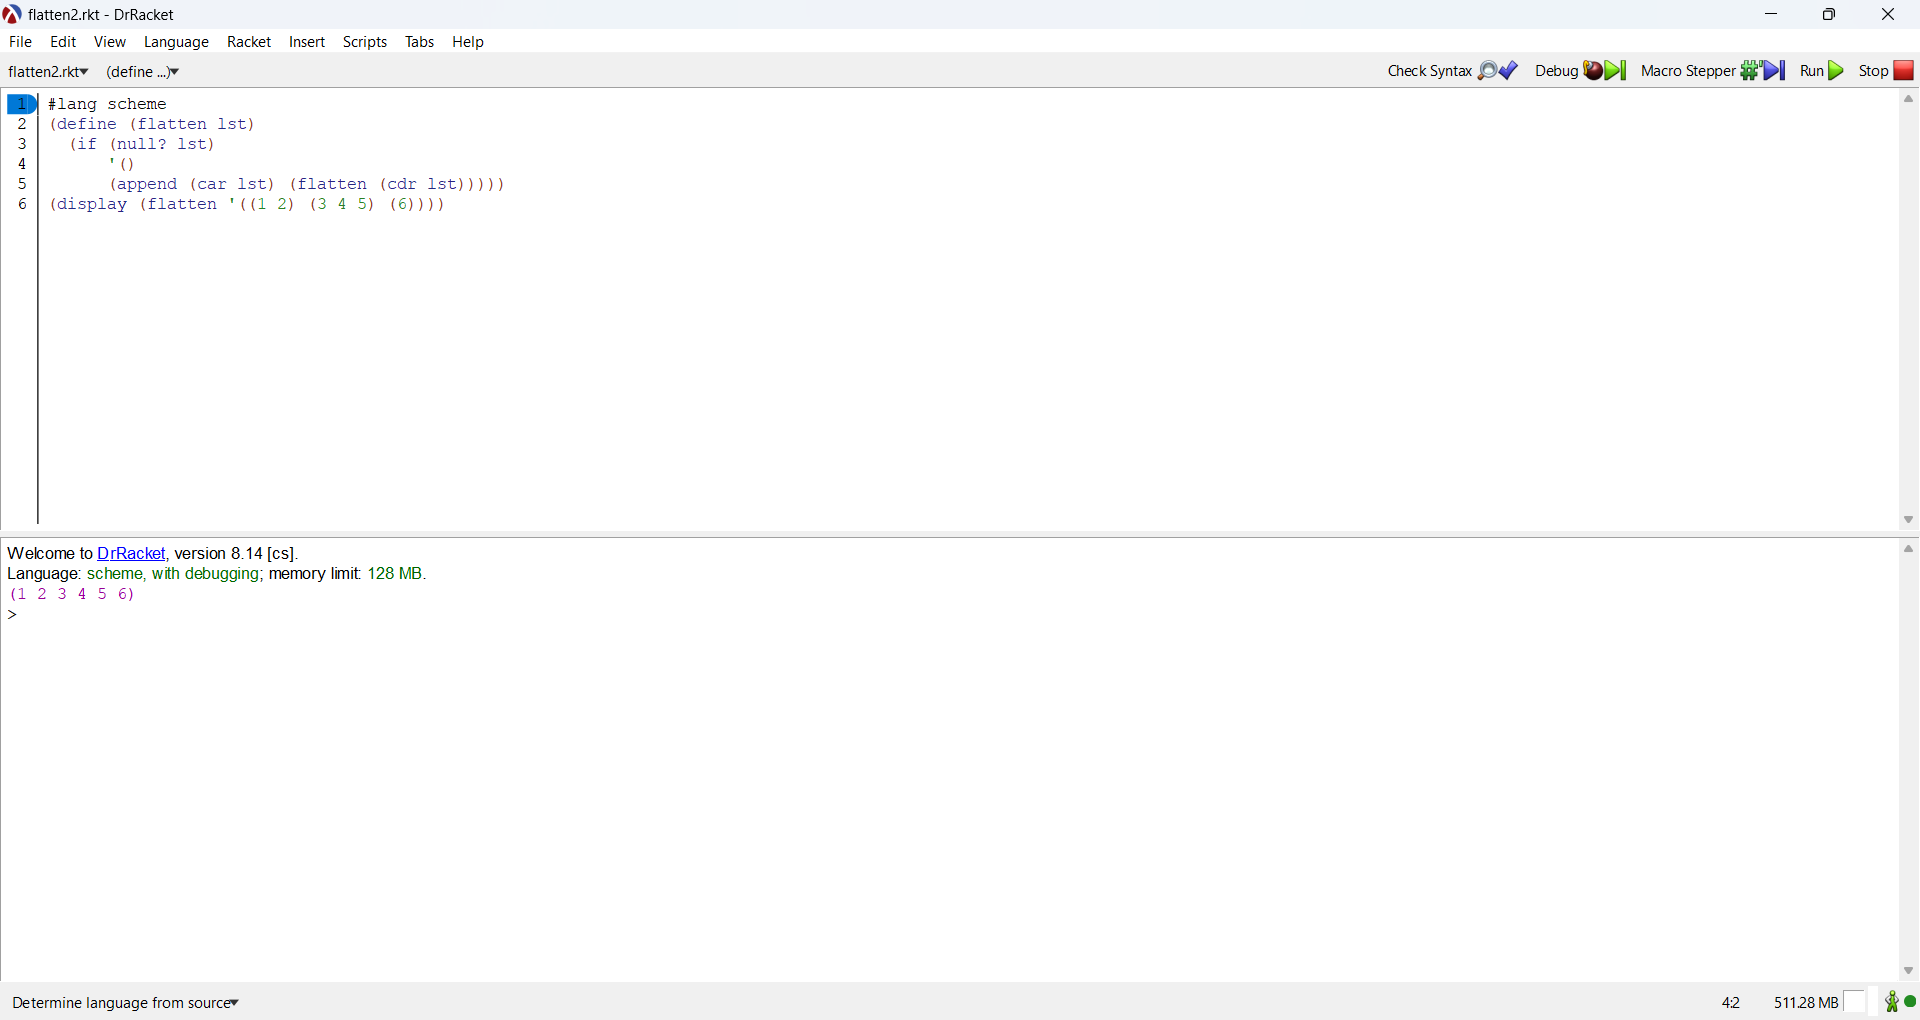 flatten2.rkt - DrRacket
File Edit View Language Racket Insert Scripts Tabs Help
flatten2.rkt (define ...) Check Syntax Debug Macro Stepper #' Run Stop
1 #lang scheme
2 (define (flatten lst)
3   (if (null? lst)
4       '()
5       (append (car lst) (flatten (cdr lst)))))
6 (display (flatten '((1 2) (3 4 5) (6))))
Welcome to DrRacket, version 8.14 [cs].
Language: scheme, with debugging; memory limit: 128 MB.
(1 2 3 4 5 6)
>
Determine language from source 4:2 511.28 MB